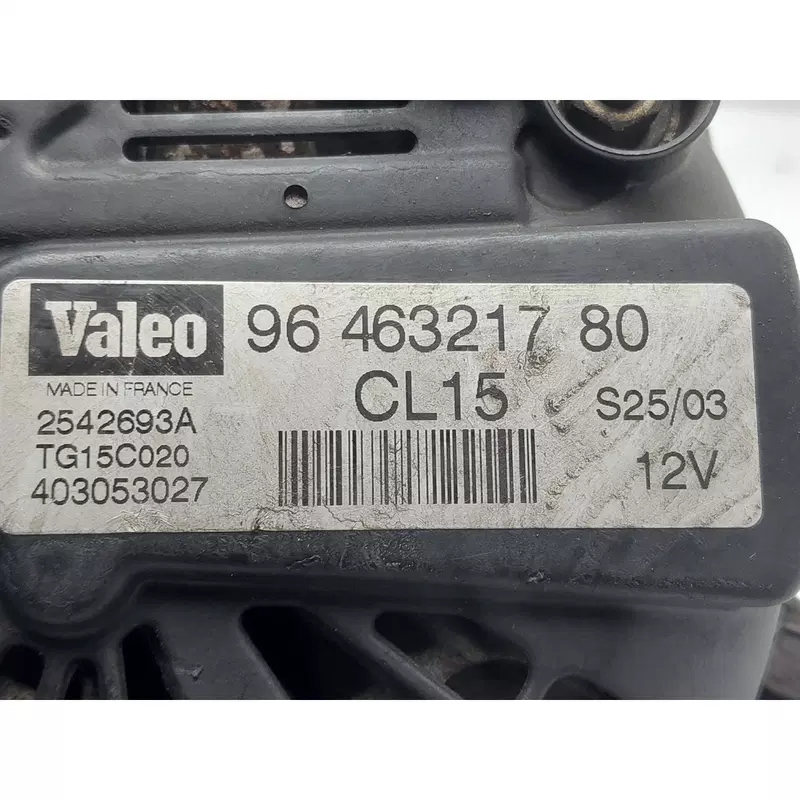 Valeo 96 463217 80
MADE IN FRANCE CL15 S25/03
2542693A
TG15C020 12V
403053027